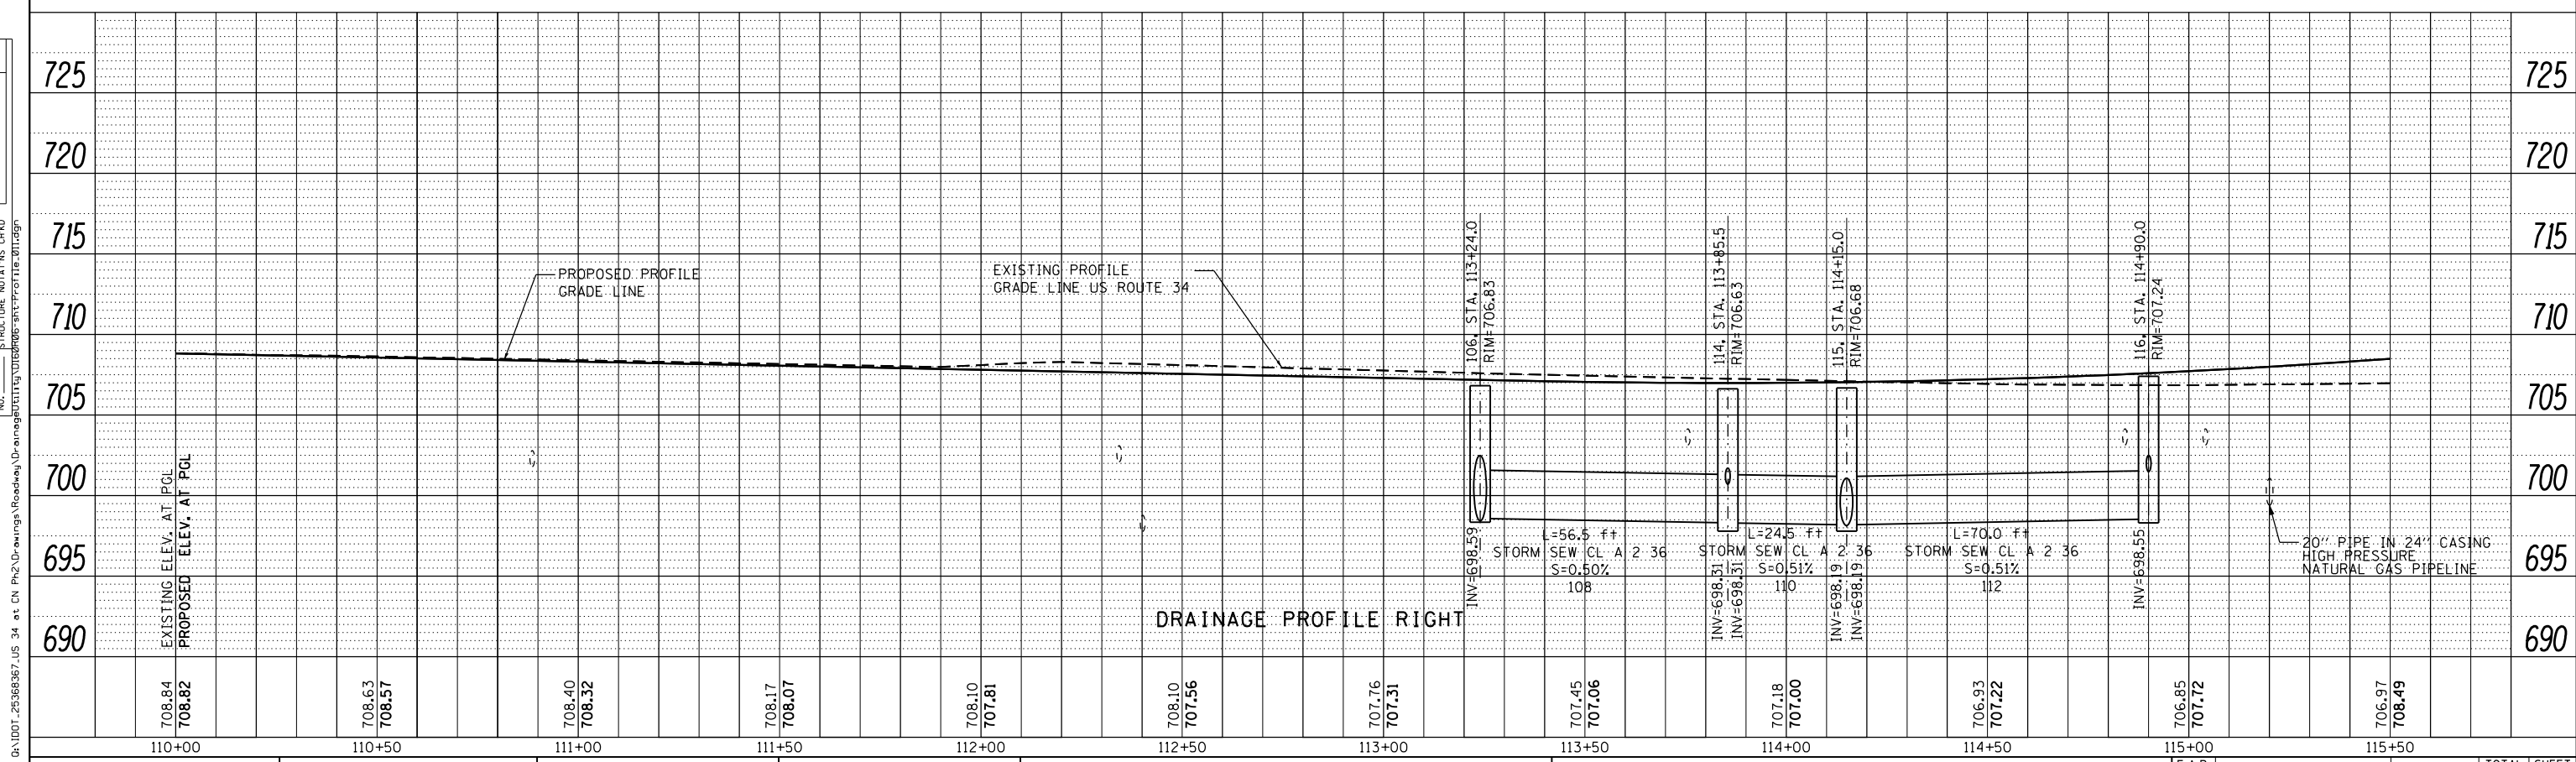 725
725
720
720
715
715
710
710
705
705
700
700
695
695
690
690
PROPOSED PROFILE
GRADE LINE
EXISTING PROFILE
GRADE LINE US ROUTE 34
106, STA. 113+24.0
RIM=706.83
114, STA. 113+85.5
RIM=706.63
115, STA. 114+15.0
RIM=706.68
116, STA. 114+90.0
RIM=707.24
EXISTING ELEV. AT PGL
PROPOSED ELEV. AT PGL
INV=698.59
L=56.5 ft
STORM SEW CL A 2 36
S=0.50%
108
INV=698.31
INV=698.31
L=24.5 ft
STORM SEW CL A 2 36
S=0.51%
110
INV=698.19
INV=698.19
L=70.0 ft
STORM SEW CL A 2 36
S=0.51%
112
INV=698.55
20'' PIPE IN 24'' CASING
HIGH PRESSURE
NATURAL GAS PIPELINE
DRAINAGE PROFILE RIGHT
708.84
708.82
708.63
708.57
708.40
708.32
708.17
708.07
708.10
707.81
708.10
707.56
707.76
707.31
707.45
707.06
707.18
707.00
706.93
707.22
706.85
707.72
706.97
708.49
110+00
110+50
111+00
111+50
112+00
112+50
113+00
113+50
114+00
114+50
115+00
115+50